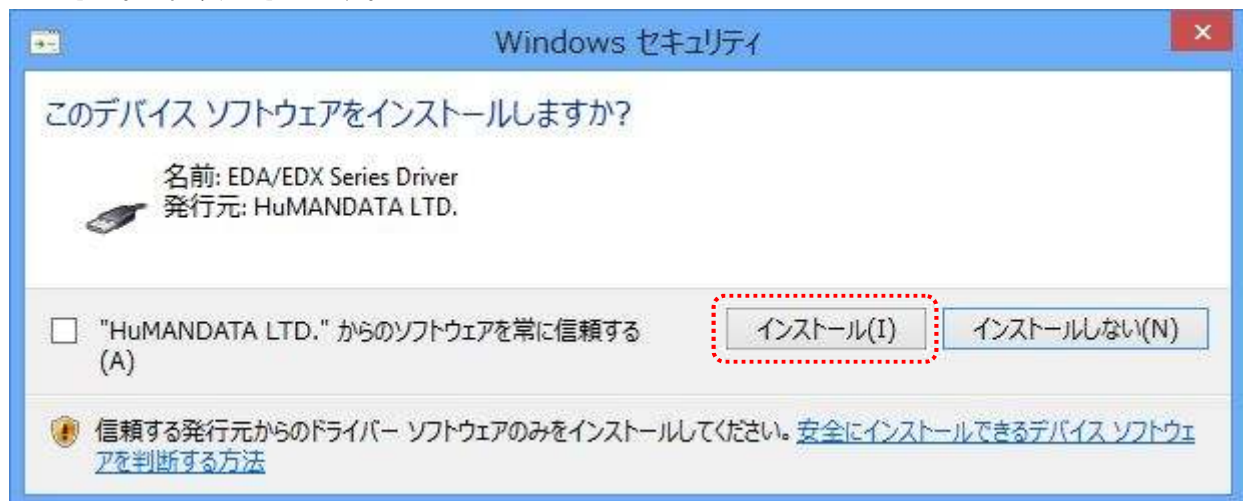 Windows セキュリティ
このデバイス ソフトウェアをインストールしますか?
名前: EDA/EDX Series Driver
発行元: HuMANDATA LTD.
"HuMANDATA LTD." からのソフトウェアを常に信頼する
(A)
インストール(I)
インストールしない(N)
信頼する発行元からのドライバー ソフトウェアのみをインストールしてください。安全にインストールできるデバイス ソフトウェ
アを判断する方法